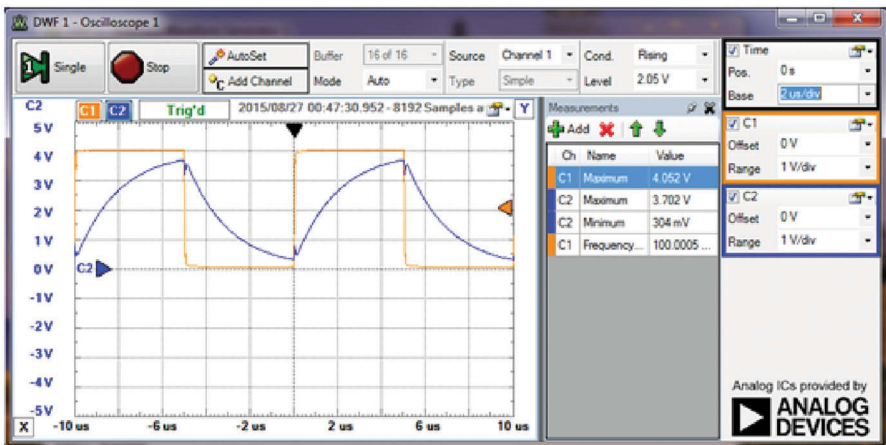 DWF 1 - Oscilloscope 1
Single
Stop
AutoSet
Add Channel
Buffer 16 of 16
Mode Auto
Source Channel 1
Type Simple
Cond. Rising
Level 2.05 V
Time
Pos. 0 s
Base 2 us/div
C2 C1 C2 Trig'd 2015/08/27 00:47:30.952 - 8192 Samples a Y
5 V
4 V
3 V
2 V
1 V
0 V C2
-1 V
-2 V
-3 V
-4 V
-5 V
X -10 us -6 us -2 us 2 us 6 us 10 us
Measurements
Add
Ch Name Value
C1 Maximum 4.052 V
C2 Maximum 3.702 V
C2 Minimum 304 mV
C1 Frequency... 100.0005 ...
C1
Offset 0 V
Range 1 V/div
C2
Offset 0 V
Range 1 V/div
Analog ICs provided by
ANALOG
DEVICES